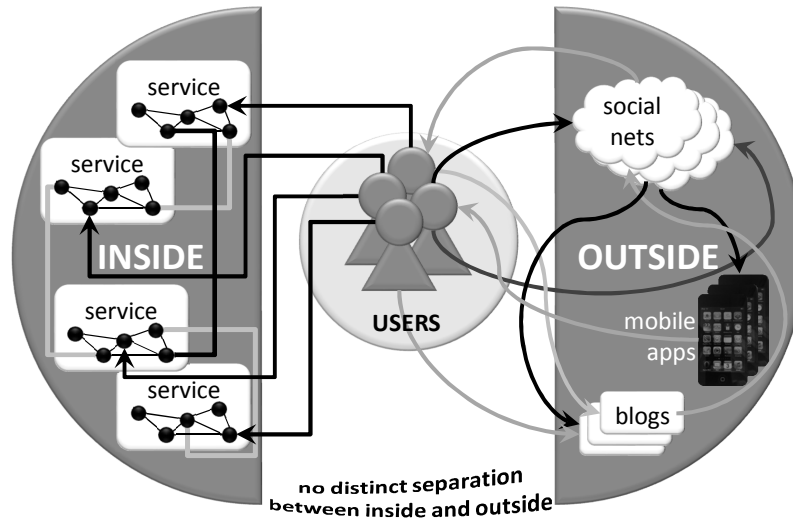 service
service
INSIDE
service
service
USERS
social
nets
OUTSIDE
mobile
apps
blogs
no distinct separation
between inside and outside